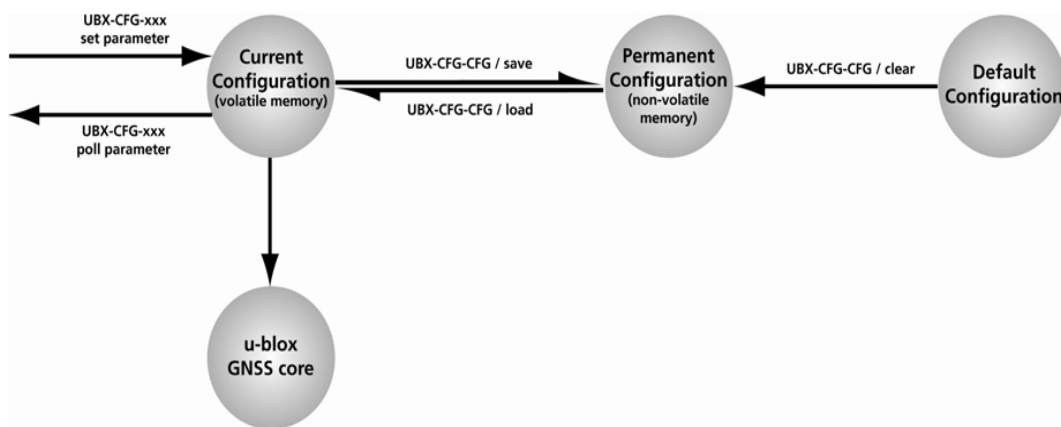 UBX-CFG-xxx
set parameter
UBX-CFG-xxx
poll parameter
Current
Configuration
(volatile memory)
UBX-CFG-CFG / save
UBX-CFG-CFG / load
Permanent
Configuration
(non-volatile
memory)
UBX-CFG-CFG / clear
Default
Configuration
u-blox
GNSS core